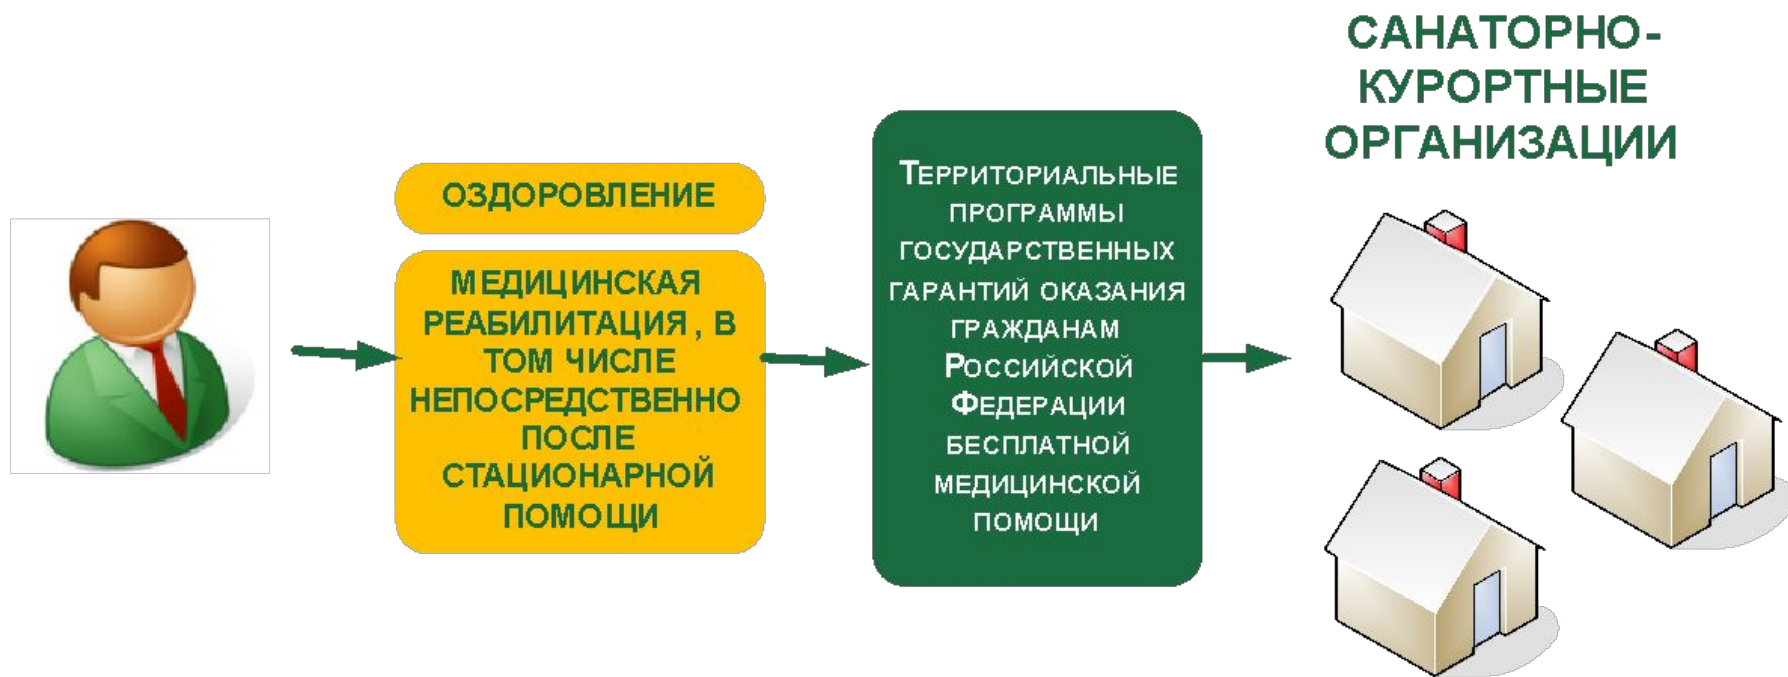 ОЗДОРОВЛЕНИЕ
МЕДИЦИНСКАЯ
РЕАБИЛИТАЦИЯ , В
ТОМ ЧИСЛЕ
НЕПОСРЕДСТВЕННО
ПОСЛЕ
СТАЦИОНАРНОЙ
ПОМОЩИ
ТЕРРИТОРИАЛЬНЫЕ
ПРОГРАММЫ
ГОСУДАРСТВЕННЫХ
ГАРАНТИЙ ОКАЗАНИЯ
ГРАЖДАНАМ
РОССИЙСКОЙ
ФЕДЕРАЦИИ
БЕСПЛАТНОЙ
МЕДИЦИНСКОЙ
ПОМОЩИ
САНАТОРНО-
КУРОРТНЫЕ
ОРГАНИЗАЦИИ